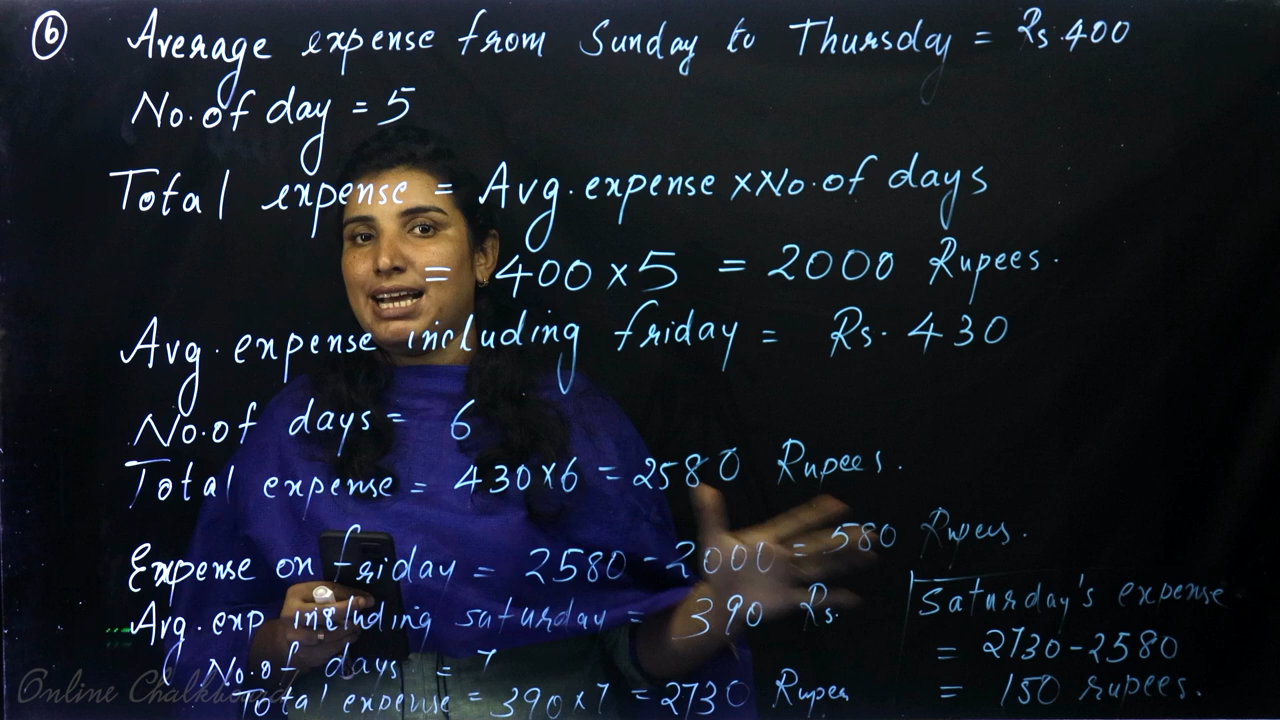 6 Average expense from Sunday to Thursday = Rs.400
No.of day = 5
Total expense = Avg.expense ×No.of days
= 400 × 5 = 2000 Rupees.
Avg. expense including friday = Rs. 430
No.of days = 6
Total expense = 430×6 = 2580 Rupees.
Expense on friday = 2580 - 2000 = 580 Rupees.
Avg. exp including saturday = 390 Rs.
No.of days = 7
Total expense = 390×7 = 2730 Rupees
Saturday's expense
= 2730-2580
= 150 rupees.
Online Chalkboard